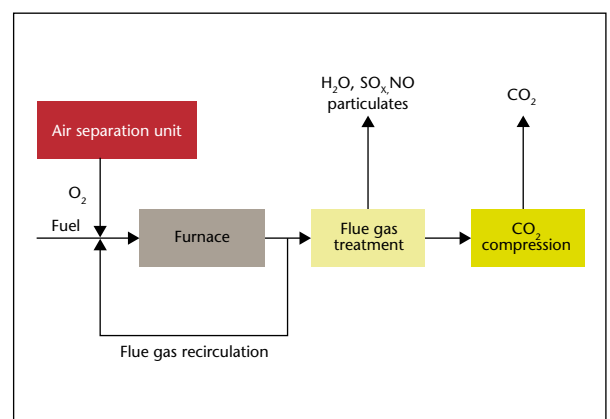 H₂O, SOₓ,NO
particulates
CO₂
Air separation unit
O₂
Fuel
Furnace
Flue gas
treatment
CO₂
compression
Flue gas recirculation